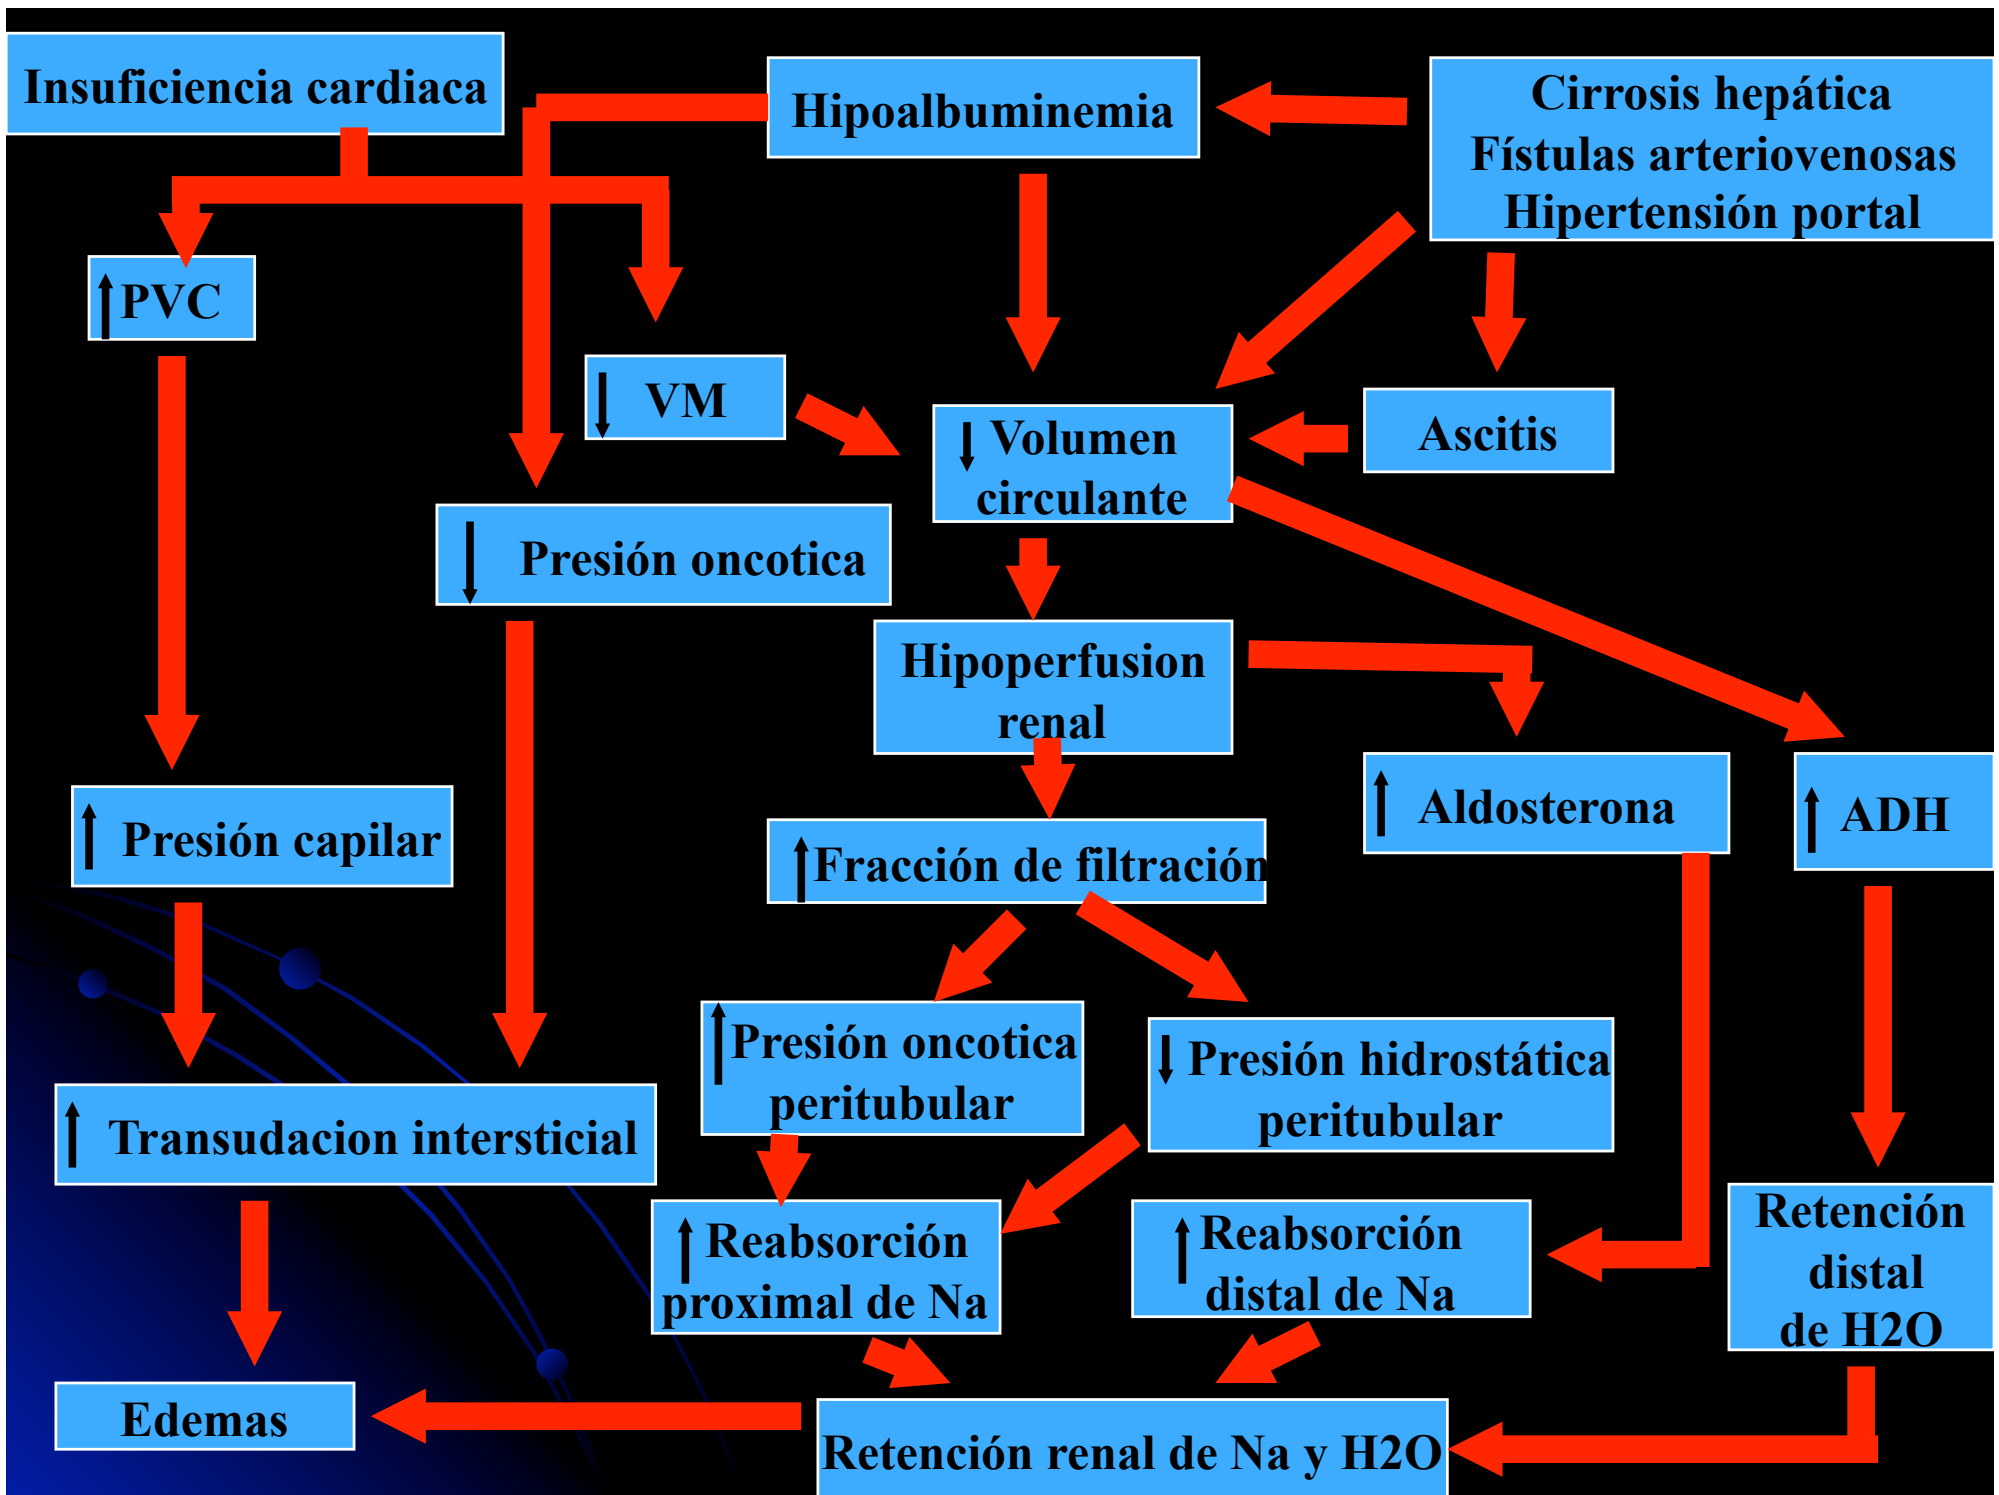 Insuficiencia cardiaca
Hipoalbuminemia
Cirrosis hepática
Fístulas arteriovenosas
Hipertensión portal
PVC
VM
Volumen
circulante
Ascitis
Presión oncotica
Hipoperfusion
renal
Aldosterona
ADH
Presión capilar
Fracción de filtración
Presión oncotica
peritubular
Presión hidrostática
peritubular
Transudacion intersticial
Reabsorción
proximal de Na
Reabsorción
distal de Na
Retención
distal
de H2O
Edemas
Retención renal de Na y H2O